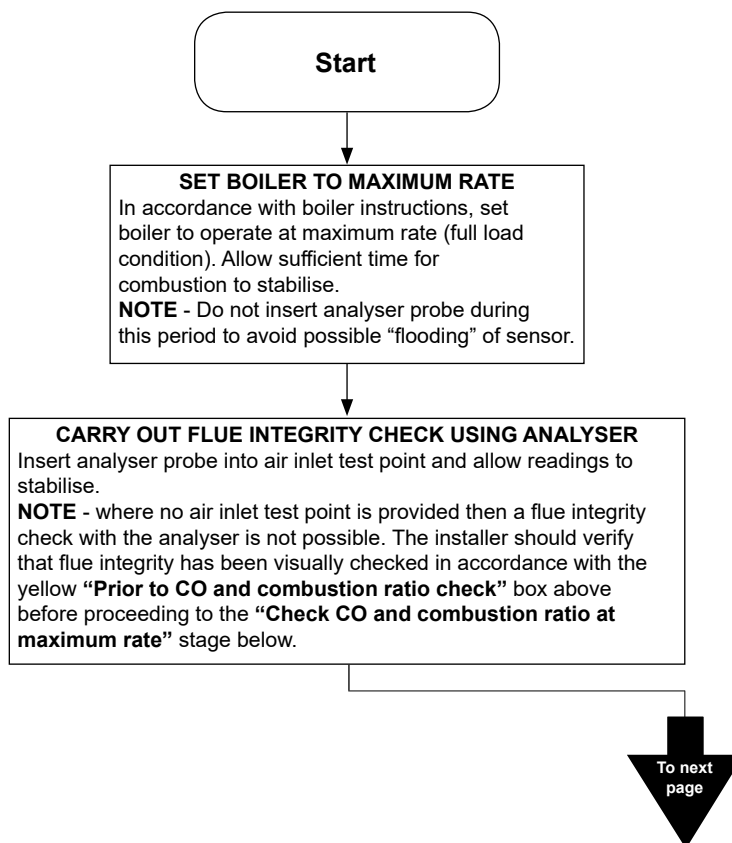 Start
SET BOILER TO MAXIMUM RATE
In accordance with boiler instructions, set
boiler to operate at maximum rate (full load
condition). Allow sufficient time for
combustion to stabilise.
NOTE - Do not insert analyser probe during
this period to avoid possible “flooding” of sensor.
CARRY OUT FLUE INTEGRITY CHECK USING ANALYSER
Insert analyser probe into air inlet test point and allow readings to
stabilise.
NOTE - where no air inlet test point is provided then a flue integrity
check with the analyser is not possible. The installer should verify
that flue integrity has been visually checked in accordance with the
yellow “Prior to CO and combustion ratio check” box above
before proceeding to the “Check CO and combustion ratio at
maximum rate” stage below.
To next
page